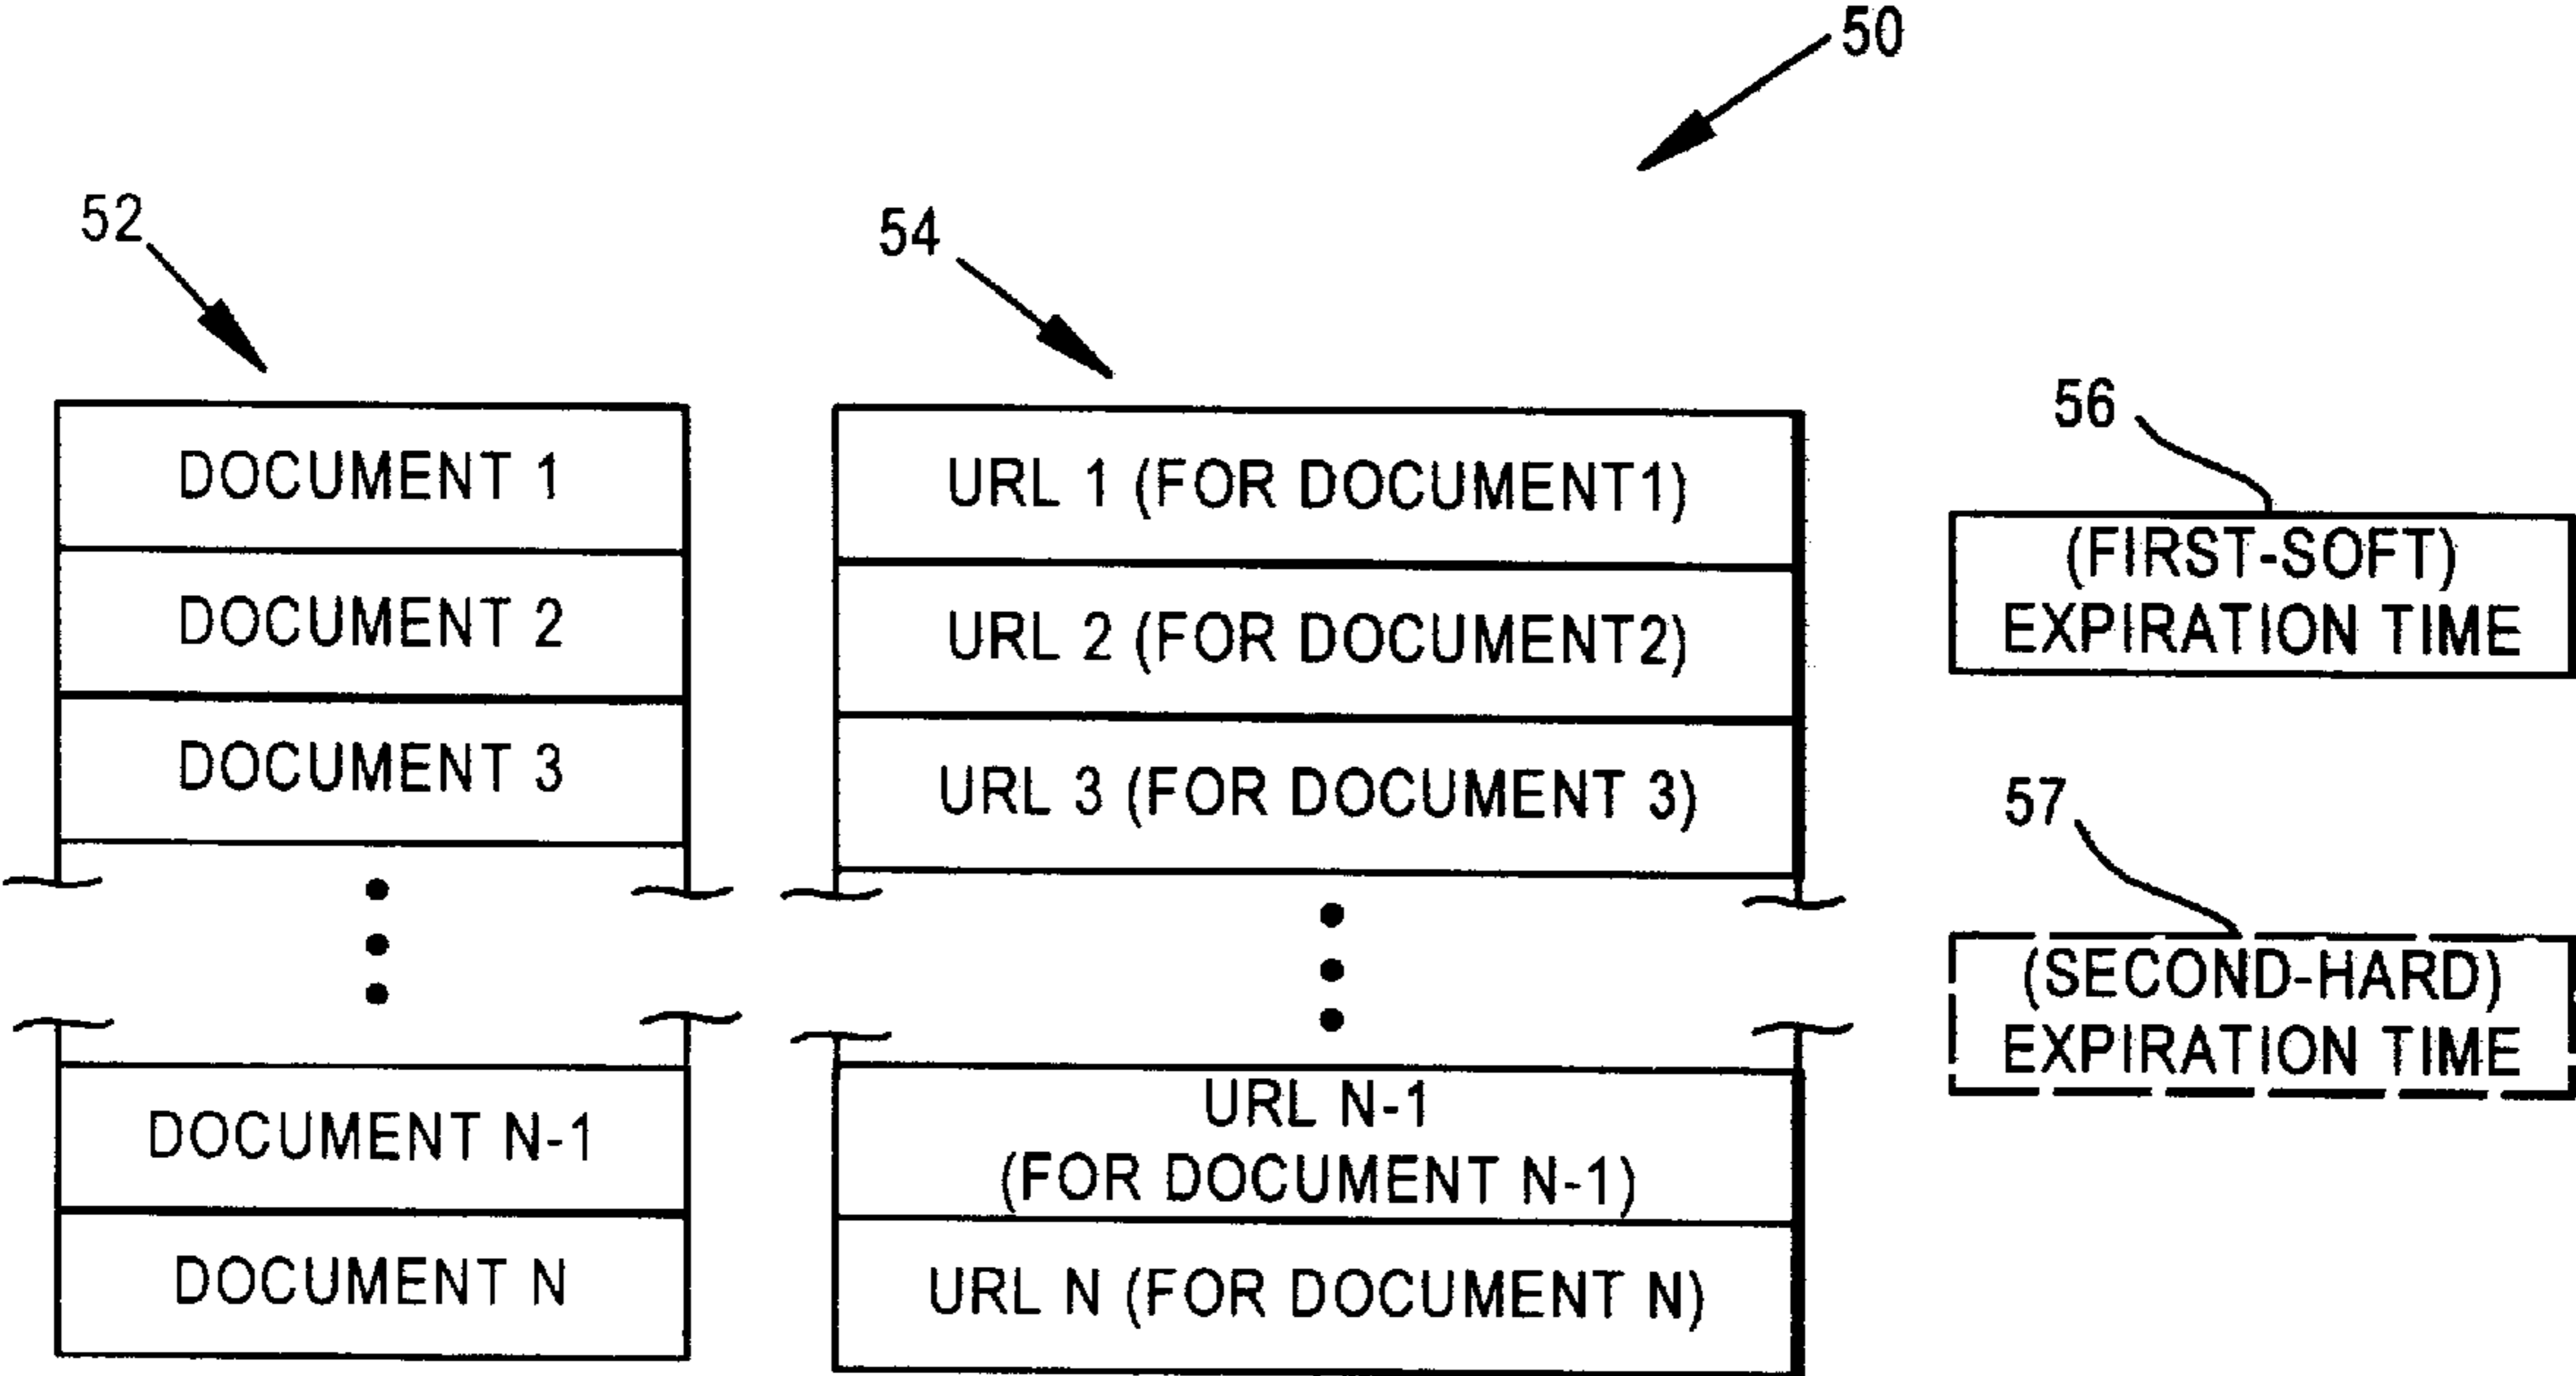 50
52
54
DOCUMENT 1
DOCUMENT 2
DOCUMENT 3
DOCUMENT N-1
DOCUMENT N
URL 1 (FOR DOCUMENT1)
URL 2 (FOR DOCUMENT2)
URL 3 (FOR DOCUMENT 3)
URL N-1
(FOR DOCUMENT N-1)
URL N (FOR DOCUMENT N)
56
(FIRST-SOFT)
EXPIRATION TIME
57
(SECOND-HARD)
EXPIRATION TIME